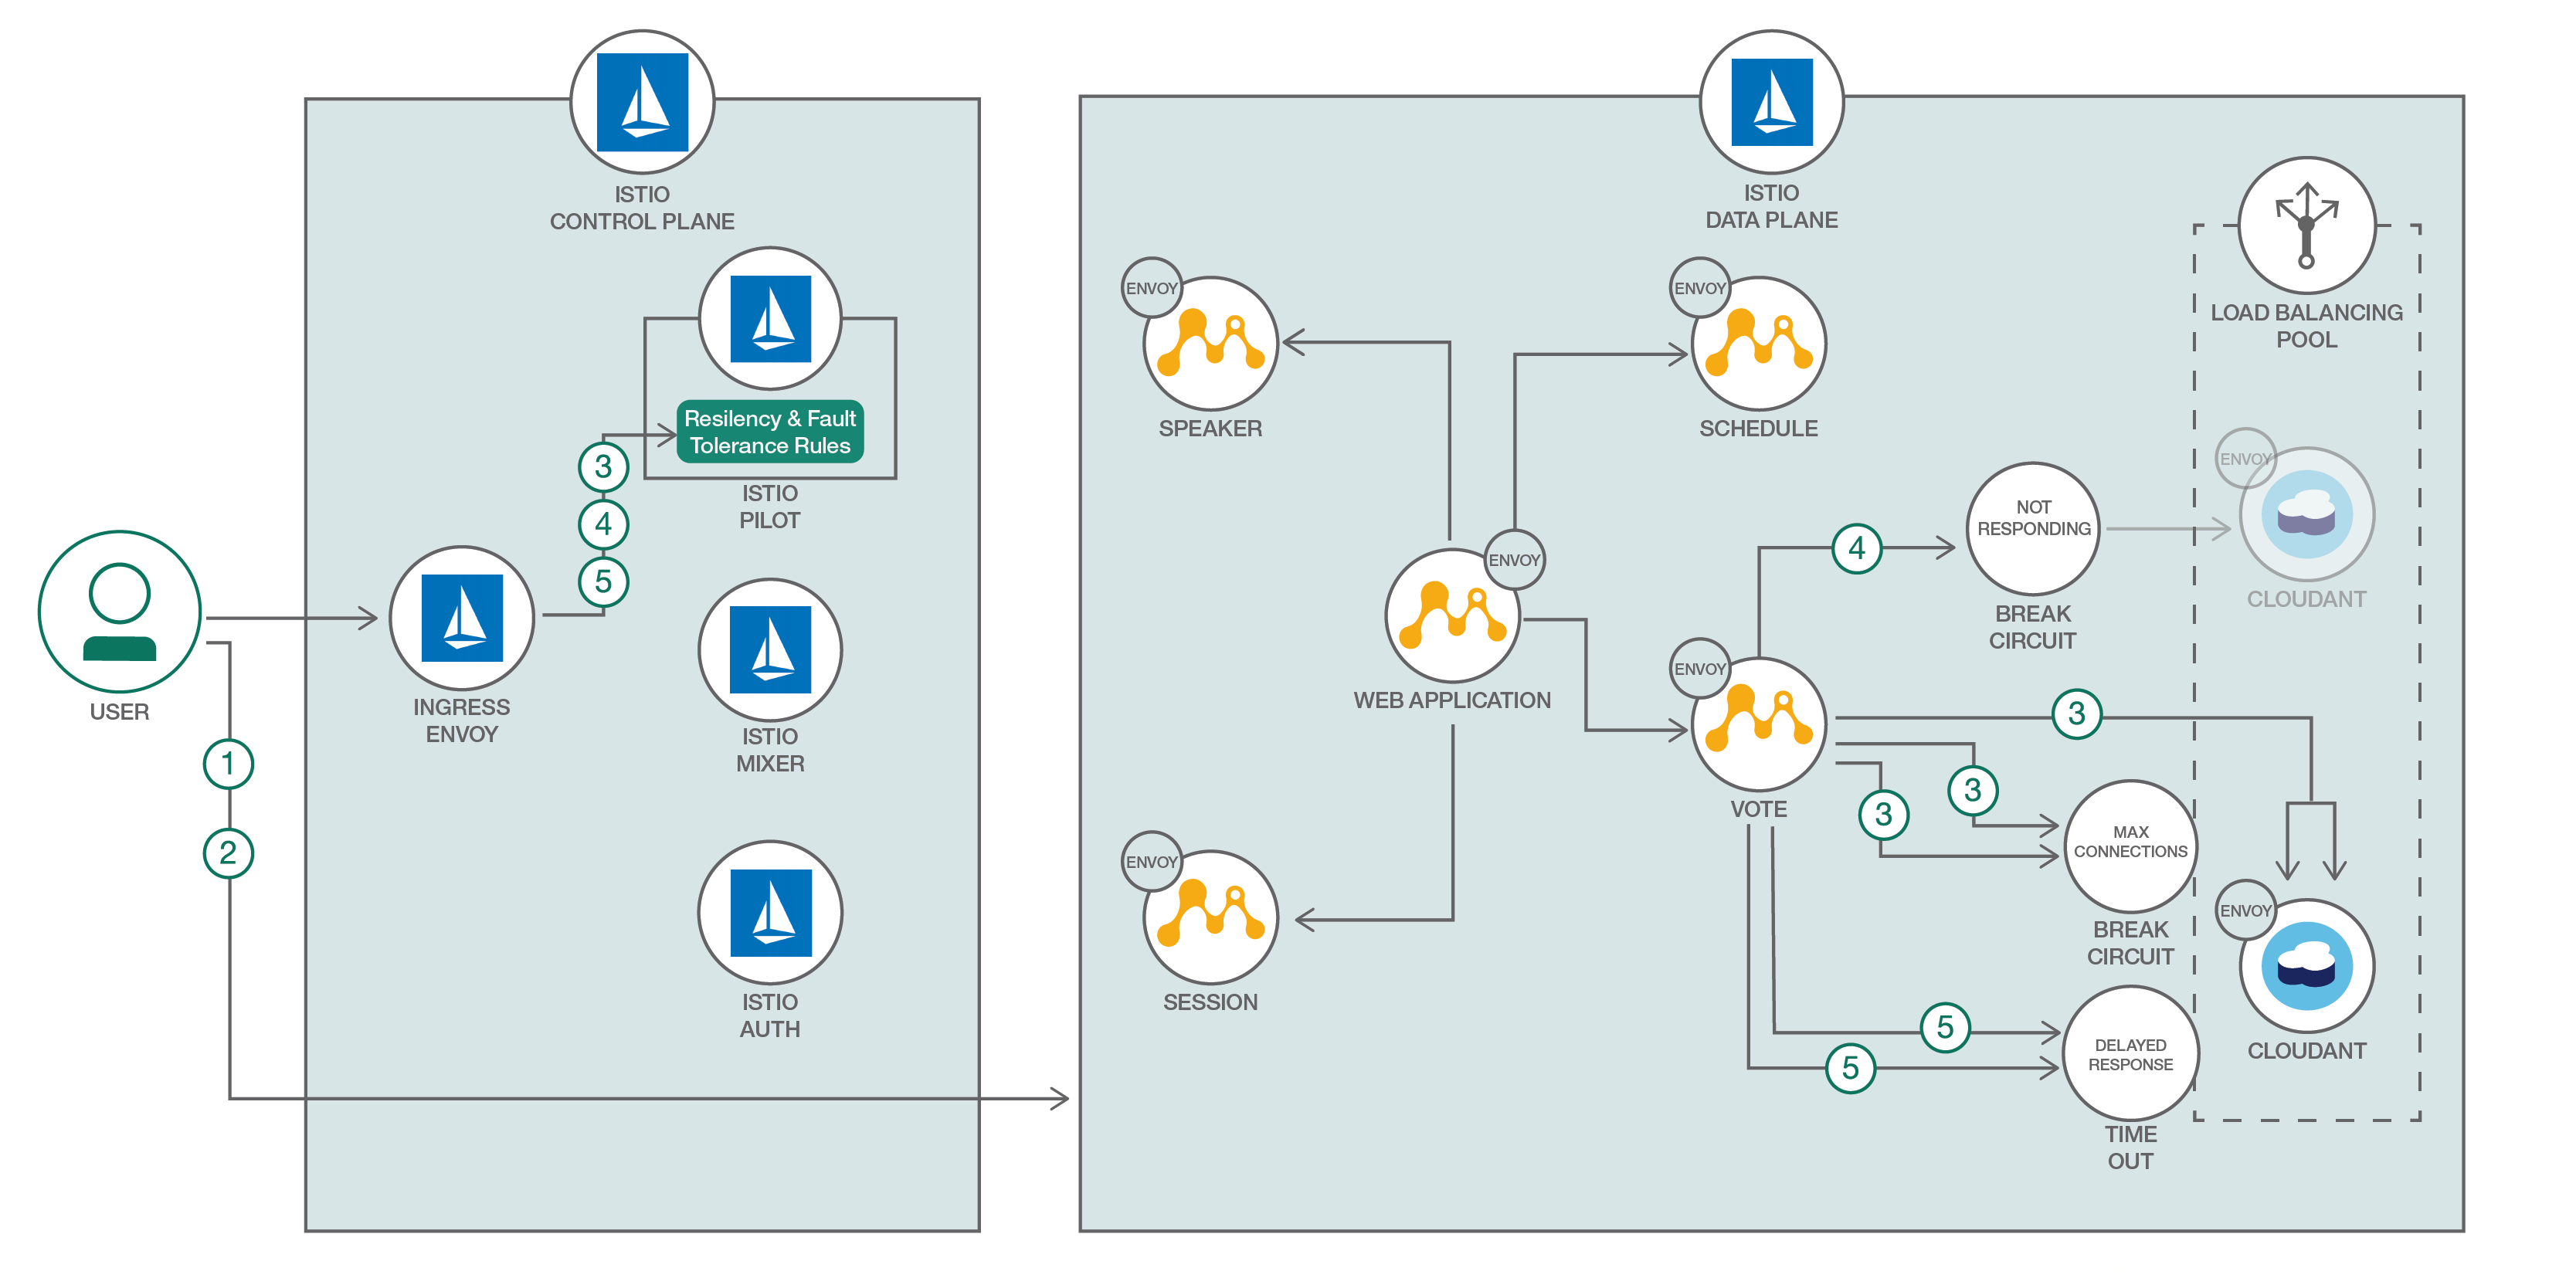 ISTIO
CONTROL PLANE
Resilency & Fault
Tolerance Rules
3
ISTIO
PILOT
4
5
USER
INGRESS
ENVOY
1
2
ISTIO
MIXER
ISTIO
AUTH
ISTIO
DATA PLANE
ENVOY
SPEAKER
ENVOY
SCHEDULE
LOAD BALANCING
POOL
ENVOY
WEB APPLICATION
ENVOY
SESSION
ENVOY
VOTE
4
NOT
RESPONDING
BREAK
CIRCUIT
ENVOY
CLOUDANT
3
3
3
MAX
CONNECTIONS
BREAK
CIRCUIT
ENVOY
CLOUDANT
5
5
DELAYED
RESPONSE
TIME
OUT